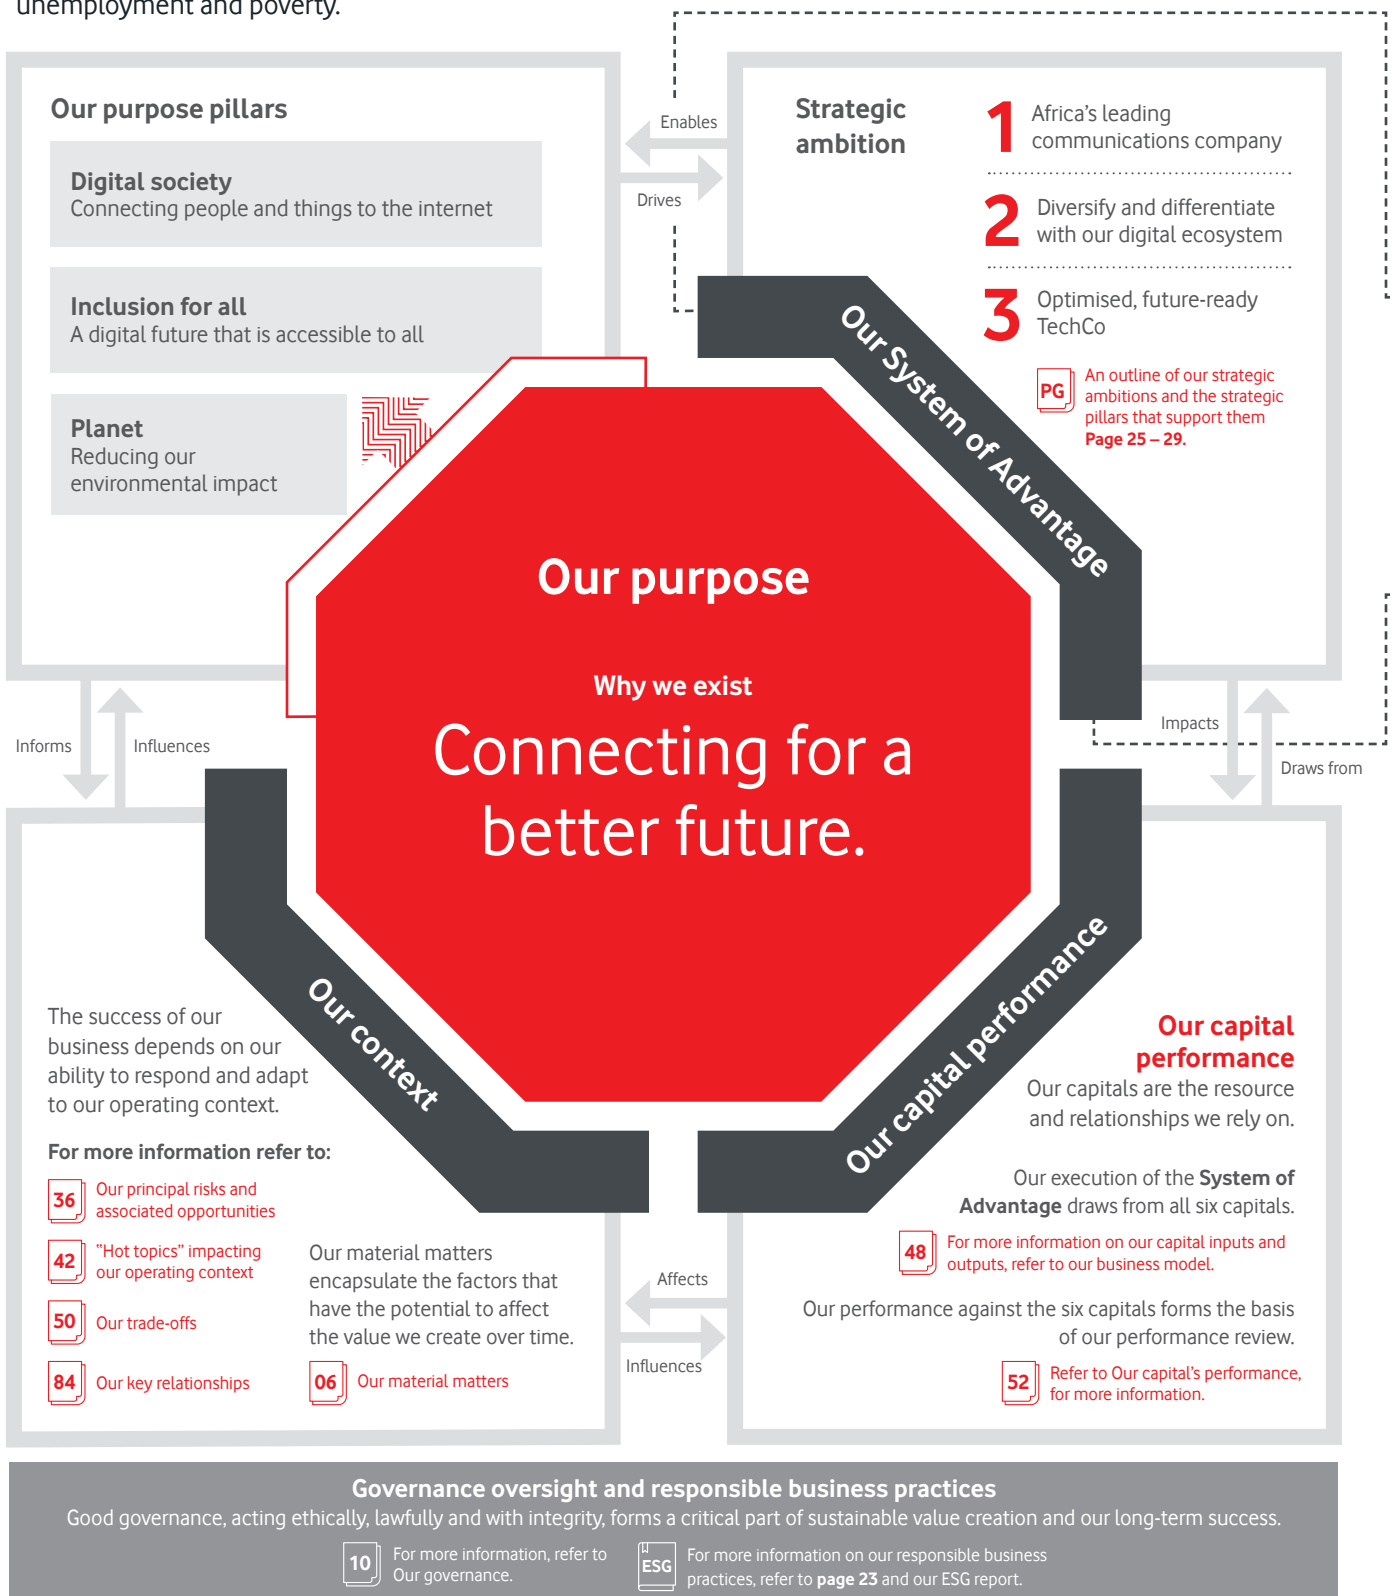 unemployment and poverty.
Our purpose pillars
Digital society
Connecting people and things to the internet
Inclusion for all
A digital future that is accessible to all
Planet
Reducing our
environmental impact
Enables
Drives
Strategic
ambition
1 Africa's leading
communications company
2 Diversify and differentiate
with our digital ecosystem
3 Optimised, future-ready
TechCo
PG An outline of our strategic
ambitions and the strategic
pillars that support them
Page 25 – 29.
Our System of Advantage
Our purpose
Why we exist
Connecting for a
better future.
Informs
Influences
Impacts
Draws from
Our context
The success of our
business depends on our
ability to respond and adapt
to our operating context.
For more information refer to:
36 Our principal risks and
associated opportunities
42 "Hot topics" impacting
our operating context
50 Our trade-offs
84 Our key relationships
Our material matters
encapsulate the factors that
have the potential to affect
the value we create over time.
06 Our material matters
Affects
Influences
Our capital performance
Our capital
performance
Our capitals are the resource
and relationships we rely on.
Our execution of the System of
Advantage draws from all six capitals.
48 For more information on our capital inputs and
outputs, refer to our business model.
Our performance against the six capitals forms the basis
of our performance review.
52 Refer to Our capital's performance,
for more information.
Governance oversight and responsible business practices
Good governance, acting ethically, lawfully and with integrity, forms a critical part of sustainable value creation and our long-term success.
10 For more information, refer to
Our governance.
ESG For more information on our responsible business
practices, refer to page 23 and our ESG report.